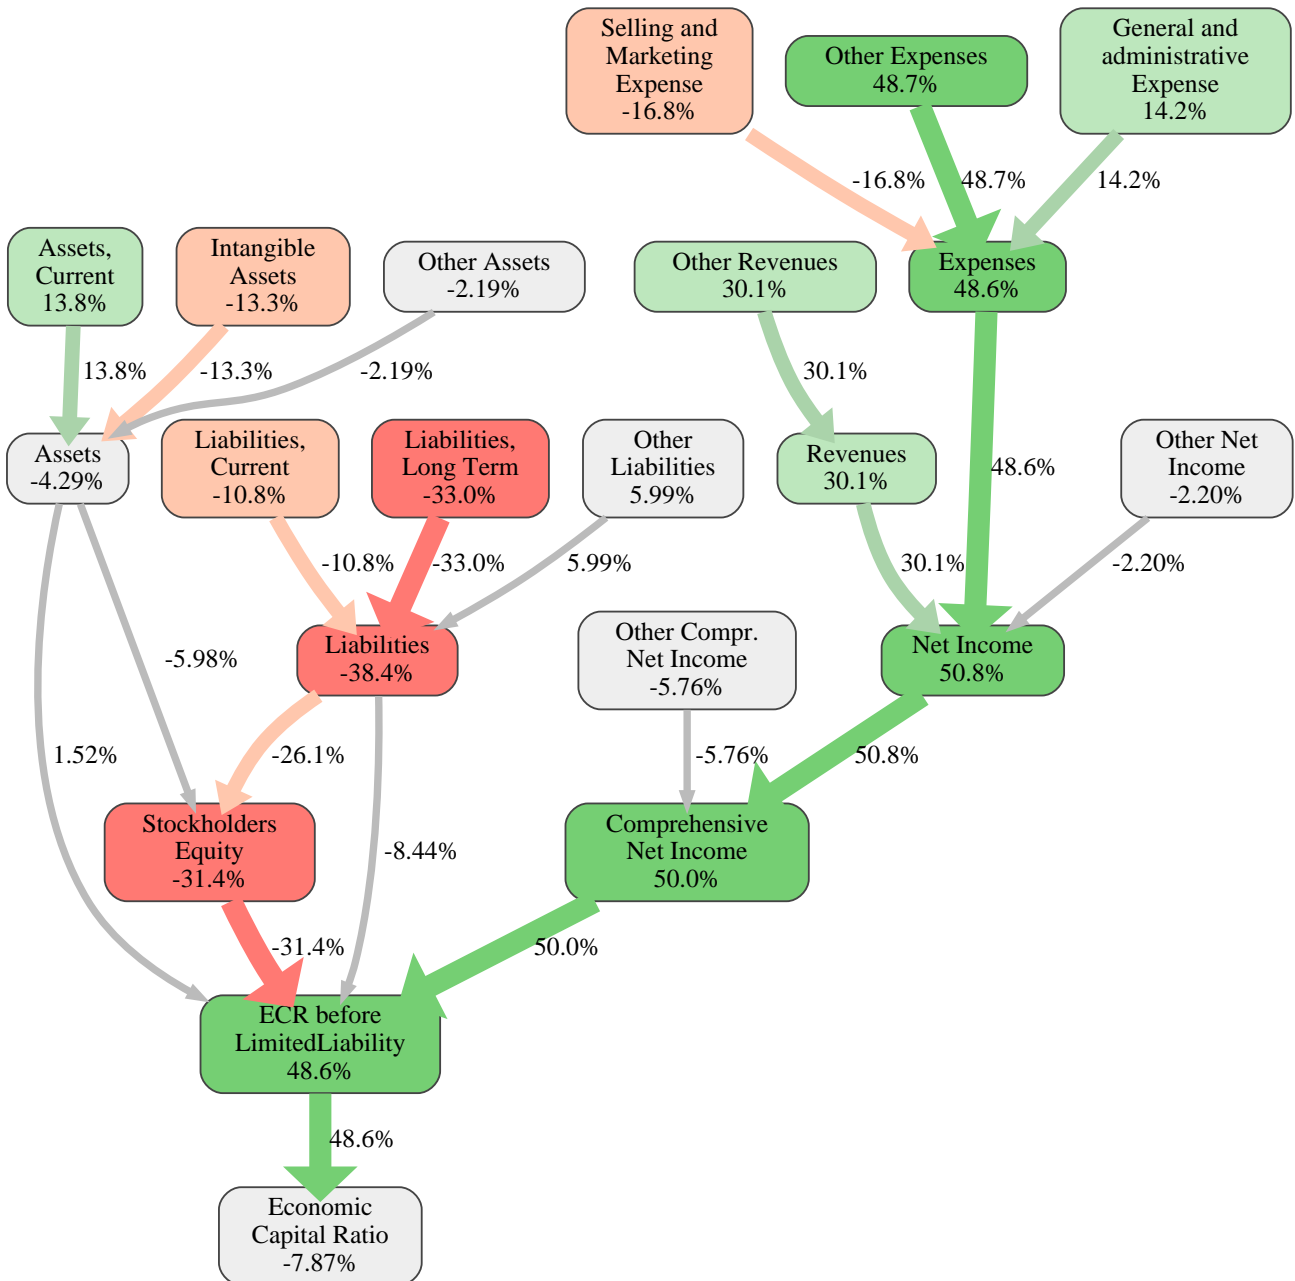 Selling and
Marketing
Expense
-16.8%
Other Expenses
48.7%
General and
administrative
Expense
14.2%
-16.8%
48.7%
14.2%
Assets,
Current
13.8%
Intangible
Assets
-13.3%
Other Assets
-2.19%
Other Revenues
30.1%
Expenses
48.6%
13.8%
-13.3%
-2.19%
30.1%
48.6%
Assets
-4.29%
Liabilities,
Current
-10.8%
Liabilities,
Long Term
-33.0%
Other
Liabilities
5.99%
Revenues
30.1%
Other Net
Income
-2.20%
-10.8%
-33.0%
5.99%
30.1%
-2.20%
Liabilities
-38.4%
Other Compr.
Net Income
-5.76%
Net Income
50.8%
-5.98%
1.52%
-26.1%
-5.76%
50.8%
Stockholders
Equity
-31.4%
-8.44%
Comprehensive
Net Income
50.0%
-31.4%
50.0%
ECR before
LimitedLiability
48.6%
48.6%
Economic
Capital Ratio
-7.87%